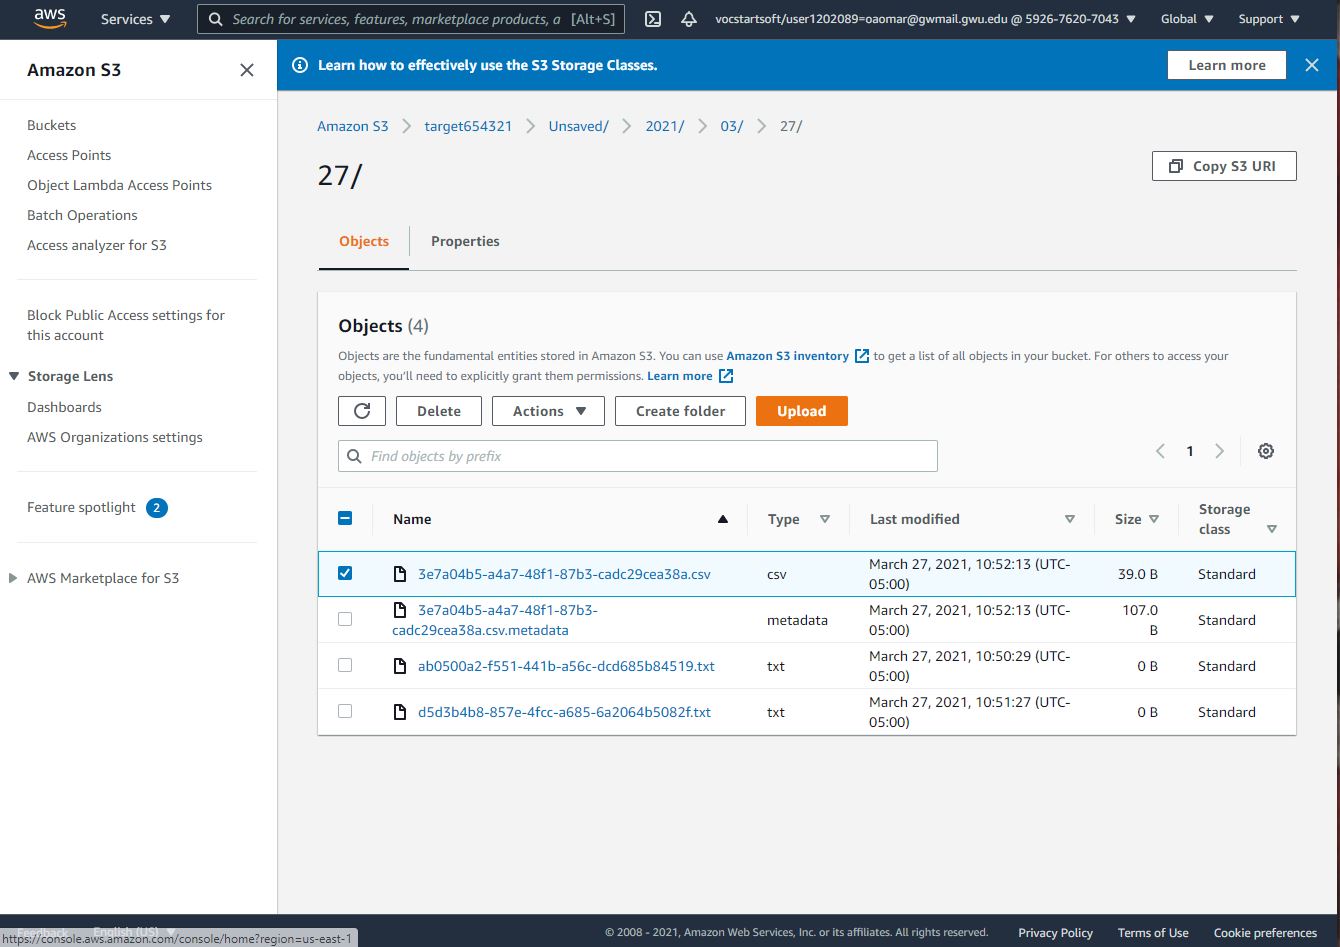 aws
Services ▼
Search for services, features, marketplace products, a [Alt+S]
vocstartsoft/user1202089=oaomar@gwmail.gwu.edu @ 5926-7620-7043 ▼
Global ▼
Support ▼
Amazon S3
Learn how to effectively use the S3 Storage Classes.
Learn more
Buckets
Access Points
Object Lambda Access Points
Batch Operations
Access analyzer for S3
Block Public Access settings for
this account
Storage Lens
Dashboards
AWS Organizations settings
Feature spotlight 2
AWS Marketplace for S3
Amazon S3 > target654321 > Unsaved/ > 2021/ > 03/ > 27/
27/
Copy S3 URI
Objects
Properties
Objects (4)
Objects are the fundamental entities stored in Amazon S3. You can use Amazon S3 inventory to get a list of all objects in your bucket. For others to access your
objects, you'll need to explicitly grant them permissions. Learn more
Delete
Actions ▼
Create folder
Upload
Find objects by prefix
1
Name
Type
Last modified
Size
Storage
class
3e7a04b5-a4a7-48f1-87b3-cadc29cea38a.csv
csv
March 27, 2021, 10:52:13 (UTC-
05:00)
39.0 B
Standard
3e7a04b5-a4a7-48f1-87b3-
cadc29cea38a.csv.metadata
metadata
March 27, 2021, 10:52:13 (UTC-
05:00)
107.0
B
Standard
ab0500a2-f551-441b-a56c-dcd685b84519.txt
txt
March 27, 2021, 10:50:29 (UTC-
05:00)
0 B
Standard
d5d3b4b8-857e-4fcc-a685-6a2064b5082f.txt
txt
March 27, 2021, 10:51:27 (UTC-
05:00)
0 B
Standard
Feedback
English (US) ▼
https://console.aws.amazon.com/console/home?region=us-east-1
© 2008 - 2021, Amazon Web Services, Inc. or its affiliates. All rights reserved.
Privacy Policy
Terms of Use
Cookie preferences